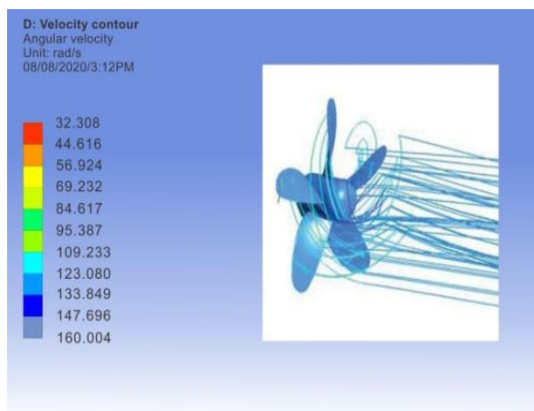 D: Velocity contour
Angular velocity
Unit: rad/s
08/08/2020/3:12PM
32.308
44.616
56.924
69.232
84.617
95.387
109.233
123.080
133.849
147.696
160.004